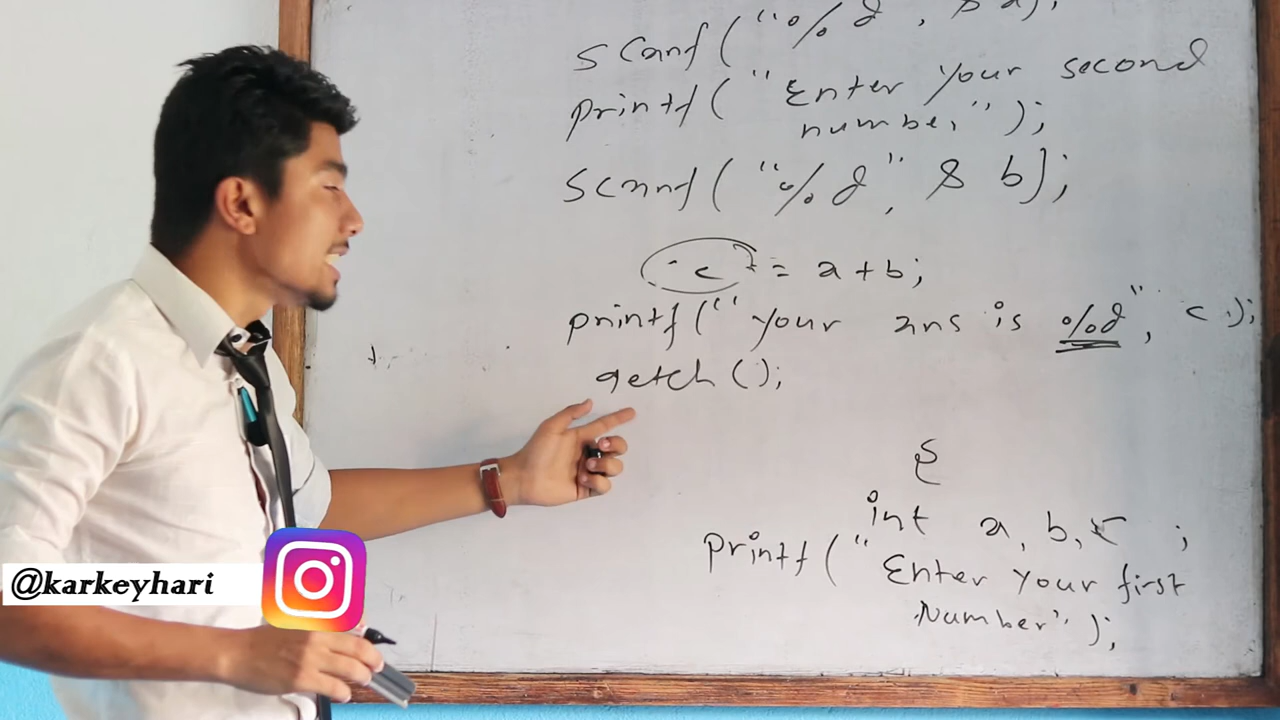 scanf("%d", &a);
printf("Enter your second
number");
scanf("%d", & b);
c = a+b;
printf("your ans is %d", c);
getch();
{
int a, b, c ;
printf("Enter your first
Number");
@karkeyhari